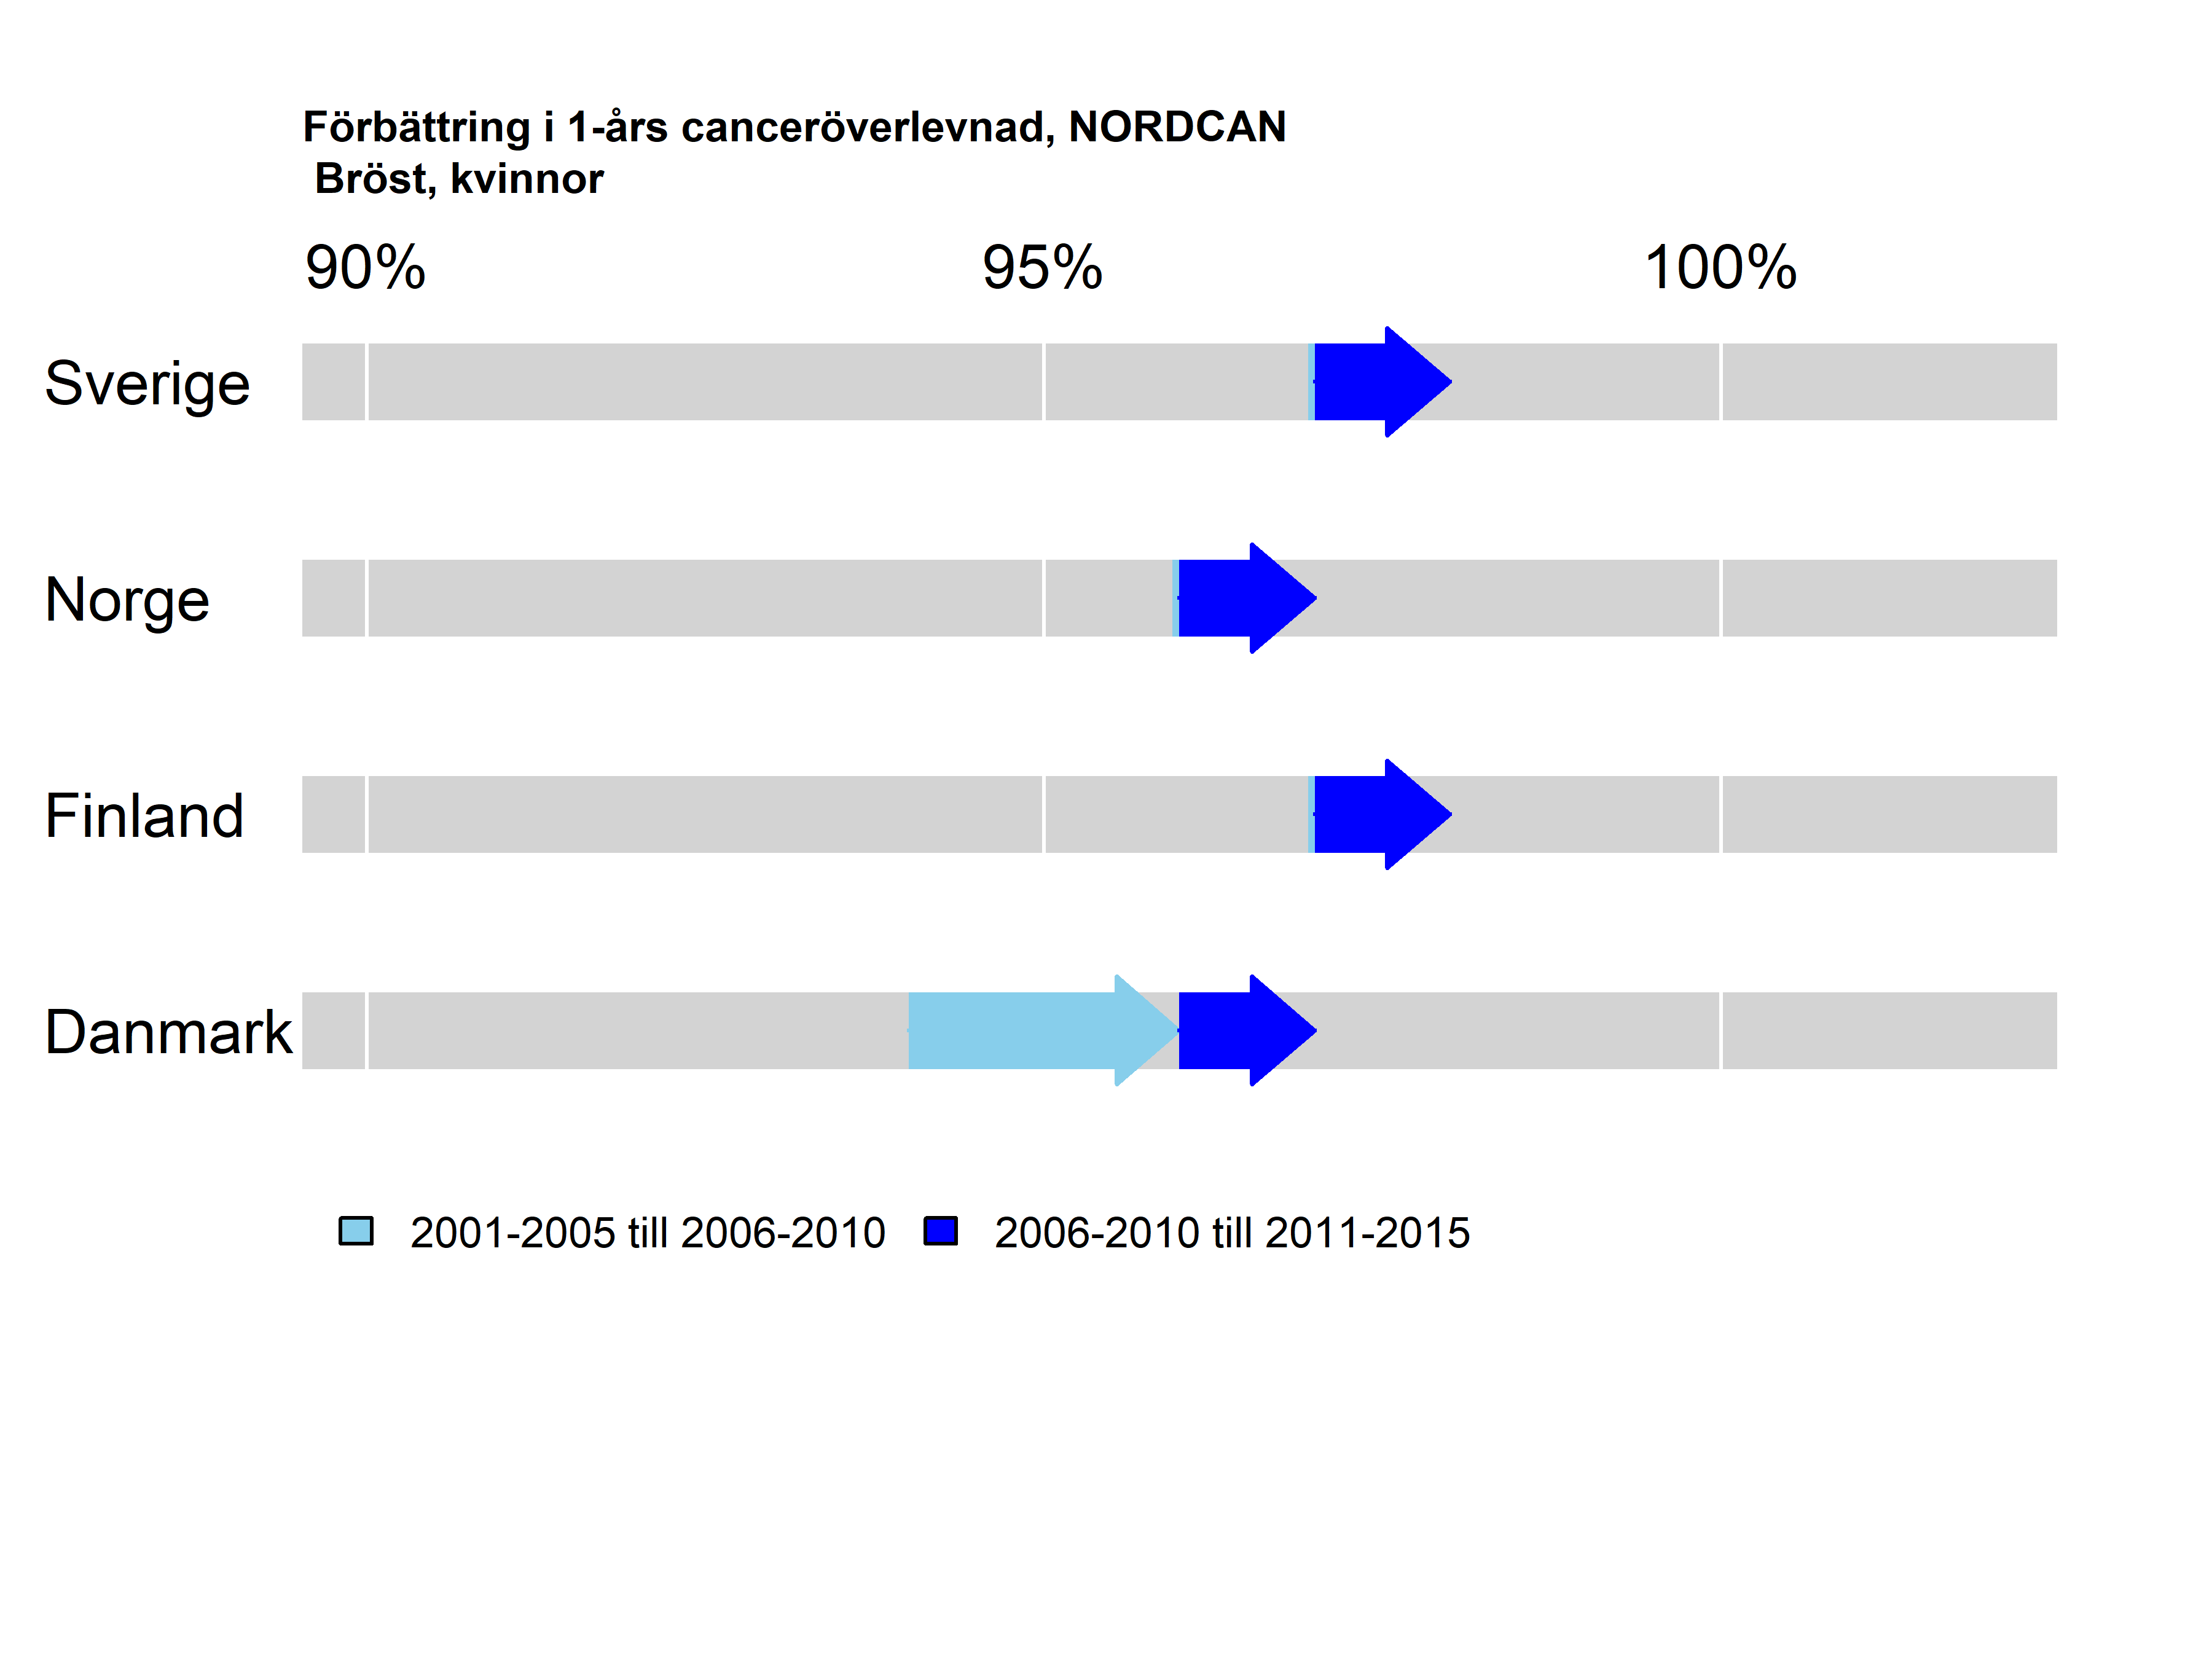 Förbättring i 1-års canceröverlevnad, NORDCAN
Bröst, kvinnor
90% 95% 100%
Sverige
Norge
Finland
Danmark
2001-2005 till 2006-2010 2006-2010 till 2011-2015